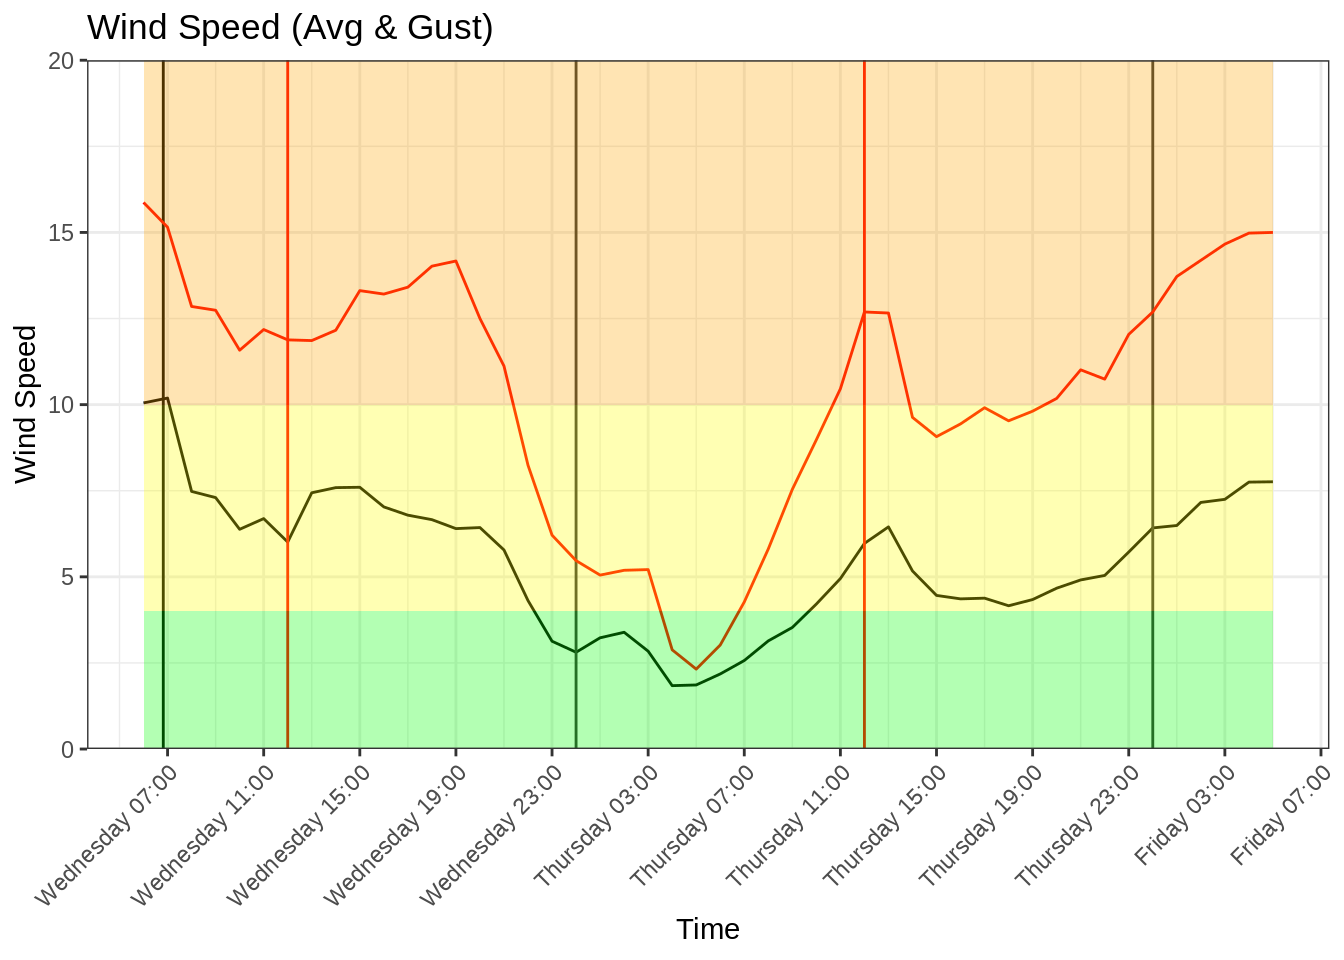 Wind Speed (Avg & Gust)
Wind Speed
20
15
10
5
0
Wednesday 07:00
Wednesday 11:00
Wednesday 15:00
Wednesday 19:00
Wednesday 23:00
Thursday 03:00
Thursday 07:00
Thursday 11:00
Thursday 15:00
Thursday 19:00
Thursday 23:00
Friday 03:00
Friday 07:00
Time